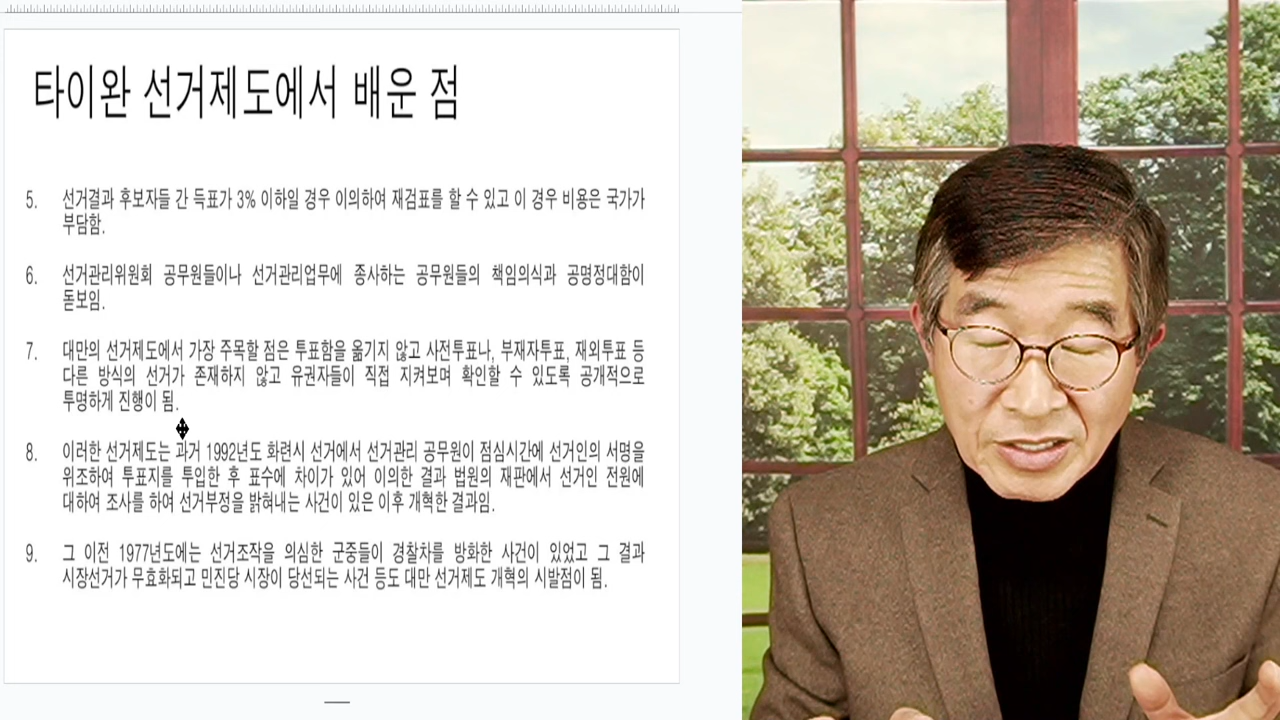 타이완 선거제도에서 배운 점
5. 선거결과 후보자들 간 득표가 3% 이하일 경우 이의하여 재검표를 할 수 있고 이 경우 비용은 국가가
부담함.
6. 선거관리위원회 공무원들이나 선거관리업무에 종사하는 공무원들의 책임의식과 공명정대함이
돋보임.
7. 대만의 선거제도에서 가장 주목할 점은 투표함을 옮기지 않고 사전투표나, 부재자투표, 재외투표 등
다른 방식의 선거가 존재하지 않고 유권자들이 직접 지켜보며 확인할 수 있도록 공개적으로
투명하게 진행이 됨.
8. 이러한 선거제도는 과거 1992년도 화련시 선거에서 선거관리 공무원이 점심시간에 선거인의 서명을
위조하여 투표지를 투입한 후 표수에 차이가 있어 이의한 결과 법원의 재판에서 선거인 전원에
대하여 조사를 하여 선거부정을 밝혀내는 사건이 있은 이후 개혁한 결과임.
9. 그 이전 1977년도에는 선거조작을 의심한 군중들이 경찰차를 방화한 사건이 있었고 그 결과
시장선거가 무효화되고 민진당 시장이 당선되는 사건 등도 대만 선거제도 개혁의 시발점이 됨.